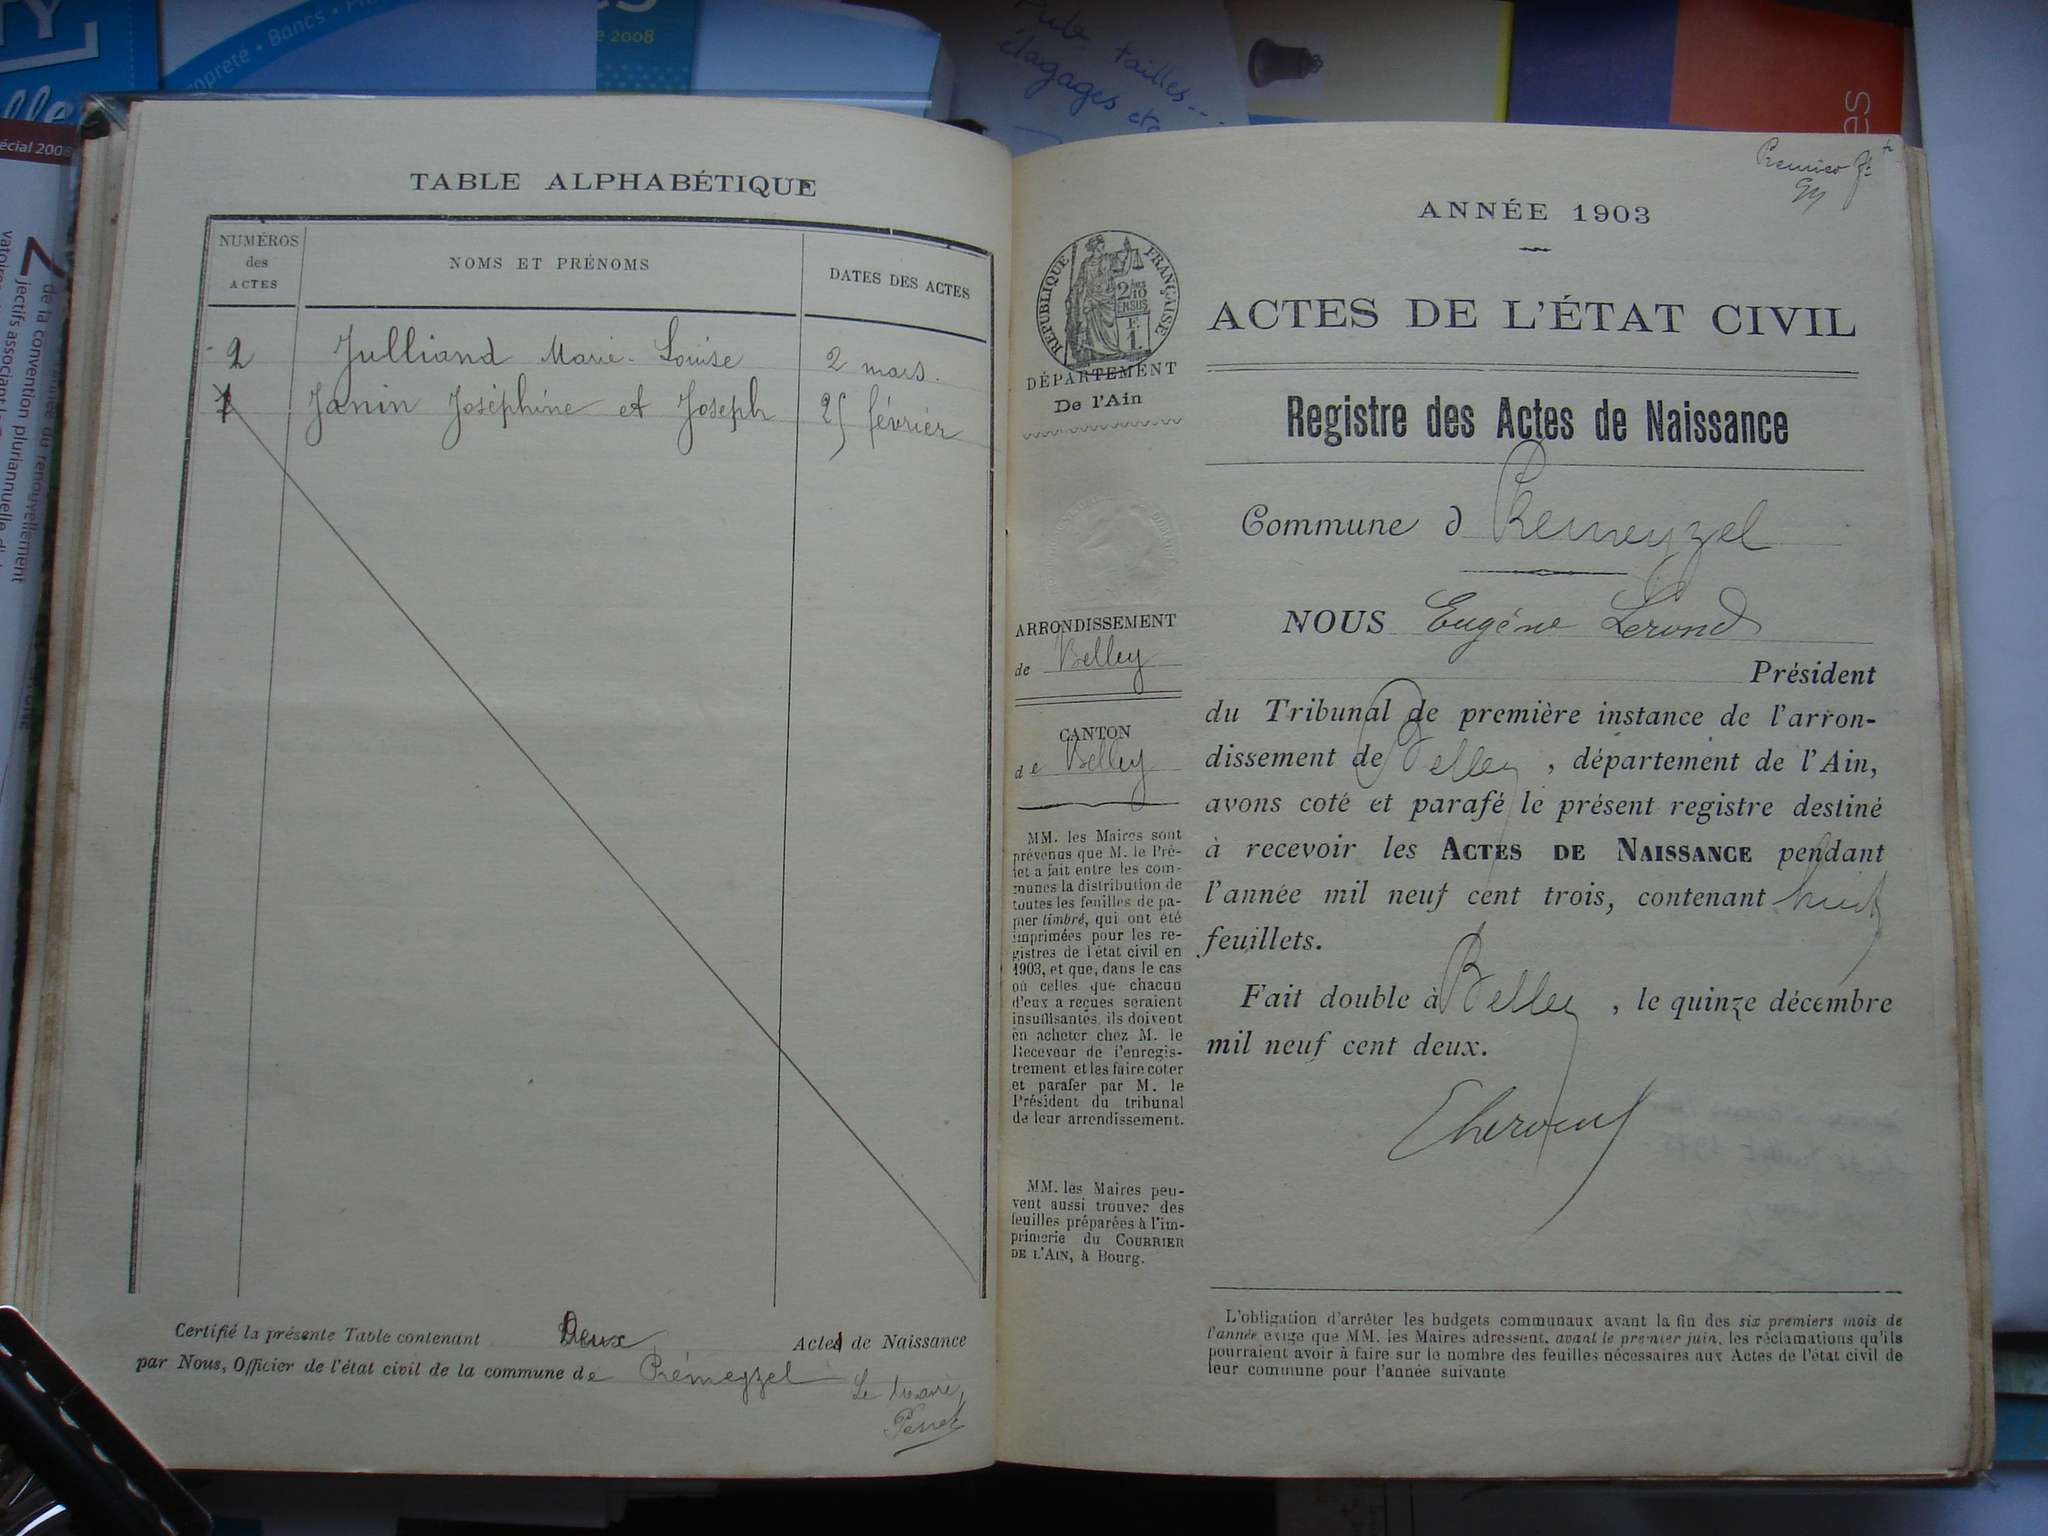 2008
Pub, tailles...
élagages etc
TABLE ALPHABÉTIQUE
NUMÉROS
des
ACTES
NOMS ET PRÉNOMS
DATES DES ACTES
2 Julliand Marie-Louise 2 mars.
1 Janin Joséphine et Joseph 25 février
Certifié la présente Table contenant Deux Actes de Naissance
par Nous, Officier de l'état civil de la commune de Prémeyzel
Le Maire,
Perret
Premier
ANNÉE 1903
RÉPUBLIQUE FRANÇAISE
2/10
EN SUS
DÉPARTEMENT
De l'Ain
ARRONDISSEMENT
de Belley
CANTON
de Belley
MM. les Maires sont
prévenus que M. le Pré-
fet a fait entre les com-
munes la distribution de
toutes les feuilles de pa-
pier timbré, qui ont été
imprimées pour les re-
gistres de l'état civil en
1903, et que, dans le cas
où celles que chacun
d'eux a reçues seraient
insuffisantes, ils doivent
en acheter chez M. le
Receveur de l'enregis-
trement et les faire coter
et parafer par M. le
Président du tribunal
de leur arrondissement.
MM. les Maires peu-
vent aussi trouver des
feuilles préparées à l'im-
primerie du COURRIER
DE L'AIN, à Bourg.
ACTES DE L'ÉTAT CIVIL
Registre des Actes de Naissance
Commune d Premeyzel
NOUS Eugène
Président
du Tribunal de première instance de l'arron-
dissement de Belley, département de l'Ain,
avons coté et parafé le présent registre destiné
à recevoir les ACTES DE NAISSANCE pendant
l'année mil neuf cent trois, contenant huit
feuillets.
Fait double à Belley, le quinze décembre
mil neuf cent deux.
L'obligation d'arrêter les budgets communaux avant la fin des six premiers mois de
l'année exige que MM. les Maires adressent, avant le premier juin, les réclamations qu'ils
pourraient avoir à faire sur le nombre des feuilles nécessaires aux Actes de l'état civil de
leur commune pour l'année suivante